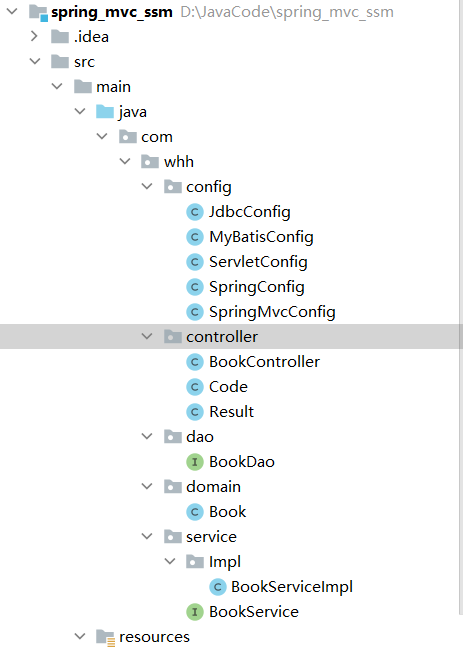 spring_mvc_ssm D:\JavaCode\spring_mvc_ssm
.idea
src
main
java
com
whh
config
C JdbcConfig
C MyBatisConfig
C ServletConfig
C SpringConfig
C SpringMvcConfig
controller
C BookController
C Code
C Result
dao
I BookDao
domain
C Book
service
Impl
C BookServiceImpl
I BookService
resources